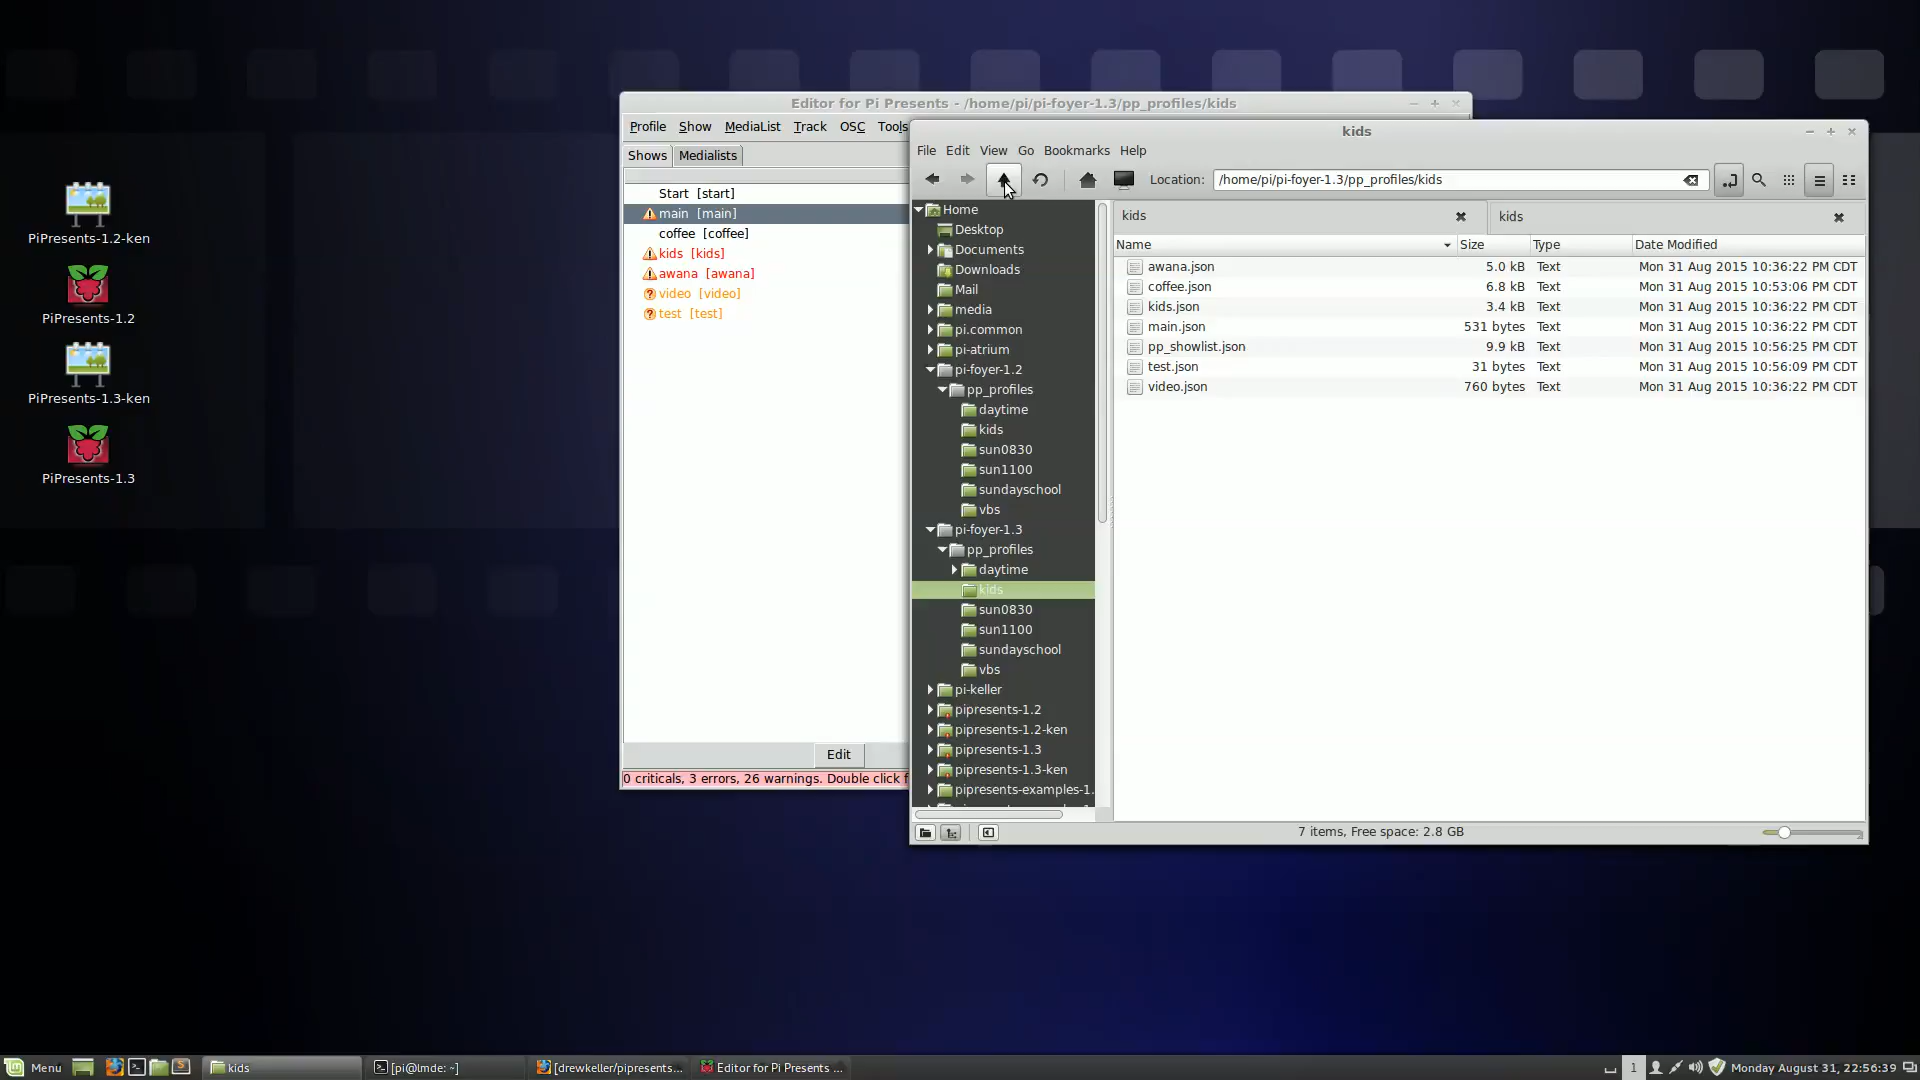 PiPresents-1.2-ken
PiPresents-1.2
PiPresents-1.3-ken
PiPresents-1.3
Editor for Pi Presents - /home/pi/pi-foyer-1.3/pp_profiles/kids
Profile Show MediaList Track OSC Tools
Shows Medialists
Start [start]
main [main]
coffee [coffee]
kids [kids]
awana [awana]
video [video]
test [test]
Edit
0 criticals, 3 errors, 26 warnings. Double click f
kids
File Edit View Go Bookmarks Help
Location: /home/pi/pi-foyer-1.3/pp_profiles/kids
Home
Desktop
Documents
Downloads
Mail
media
pi.common
pi-atrium
pi-foyer-1.2
pp_profiles
daytime
kids
sun0830
sun1100
sundayschool
vbs
pi-foyer-1.3
pp_profiles
daytime
kids
sun0830
sun1100
sundayschool
vbs
pi-keller
pipresents-1.2
pipresents-1.2-ken
pipresents-1.3
pipresents-1.3-ken
pipresents-examples-1.
kids kids
Name Size Type Date Modified
awana.json 5.0 kB Text Mon 31 Aug 2015 10:36:22 PM CDT
coffee.json 6.8 kB Text Mon 31 Aug 2015 10:53:06 PM CDT
kids.json 3.4 kB Text Mon 31 Aug 2015 10:36:22 PM CDT
main.json 531 bytes Text Mon 31 Aug 2015 10:36:22 PM CDT
pp_showlist.json 9.9 kB Text Mon 31 Aug 2015 10:56:25 PM CDT
test.json 31 bytes Text Mon 31 Aug 2015 10:56:09 PM CDT
video.json 760 bytes Text Mon 31 Aug 2015 10:36:22 PM CDT
7 items, Free space: 2.8 GB
Menu kids [pi@lmde: ~] [drewkeller/pipresents... Editor for Pi Presents ... 1 Monday August 31, 22:56:39